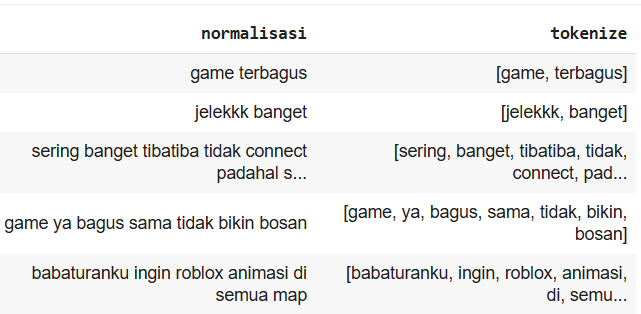 normalisasi tokenize
game terbagus [game, terbagus]
jelekkk banget [jelekkk, banget]
sering banget tibatiba tidak connect padahal s... [sering, banget, tibatiba, tidak, connect, pad...
game ya bagus sama tidak bikin bosan [game, ya, bagus, sama, tidak, bikin, bosan]
babaturanku ingin roblox animasi di semua map [babaturanku, ingin, roblox, animasi, di, semu...